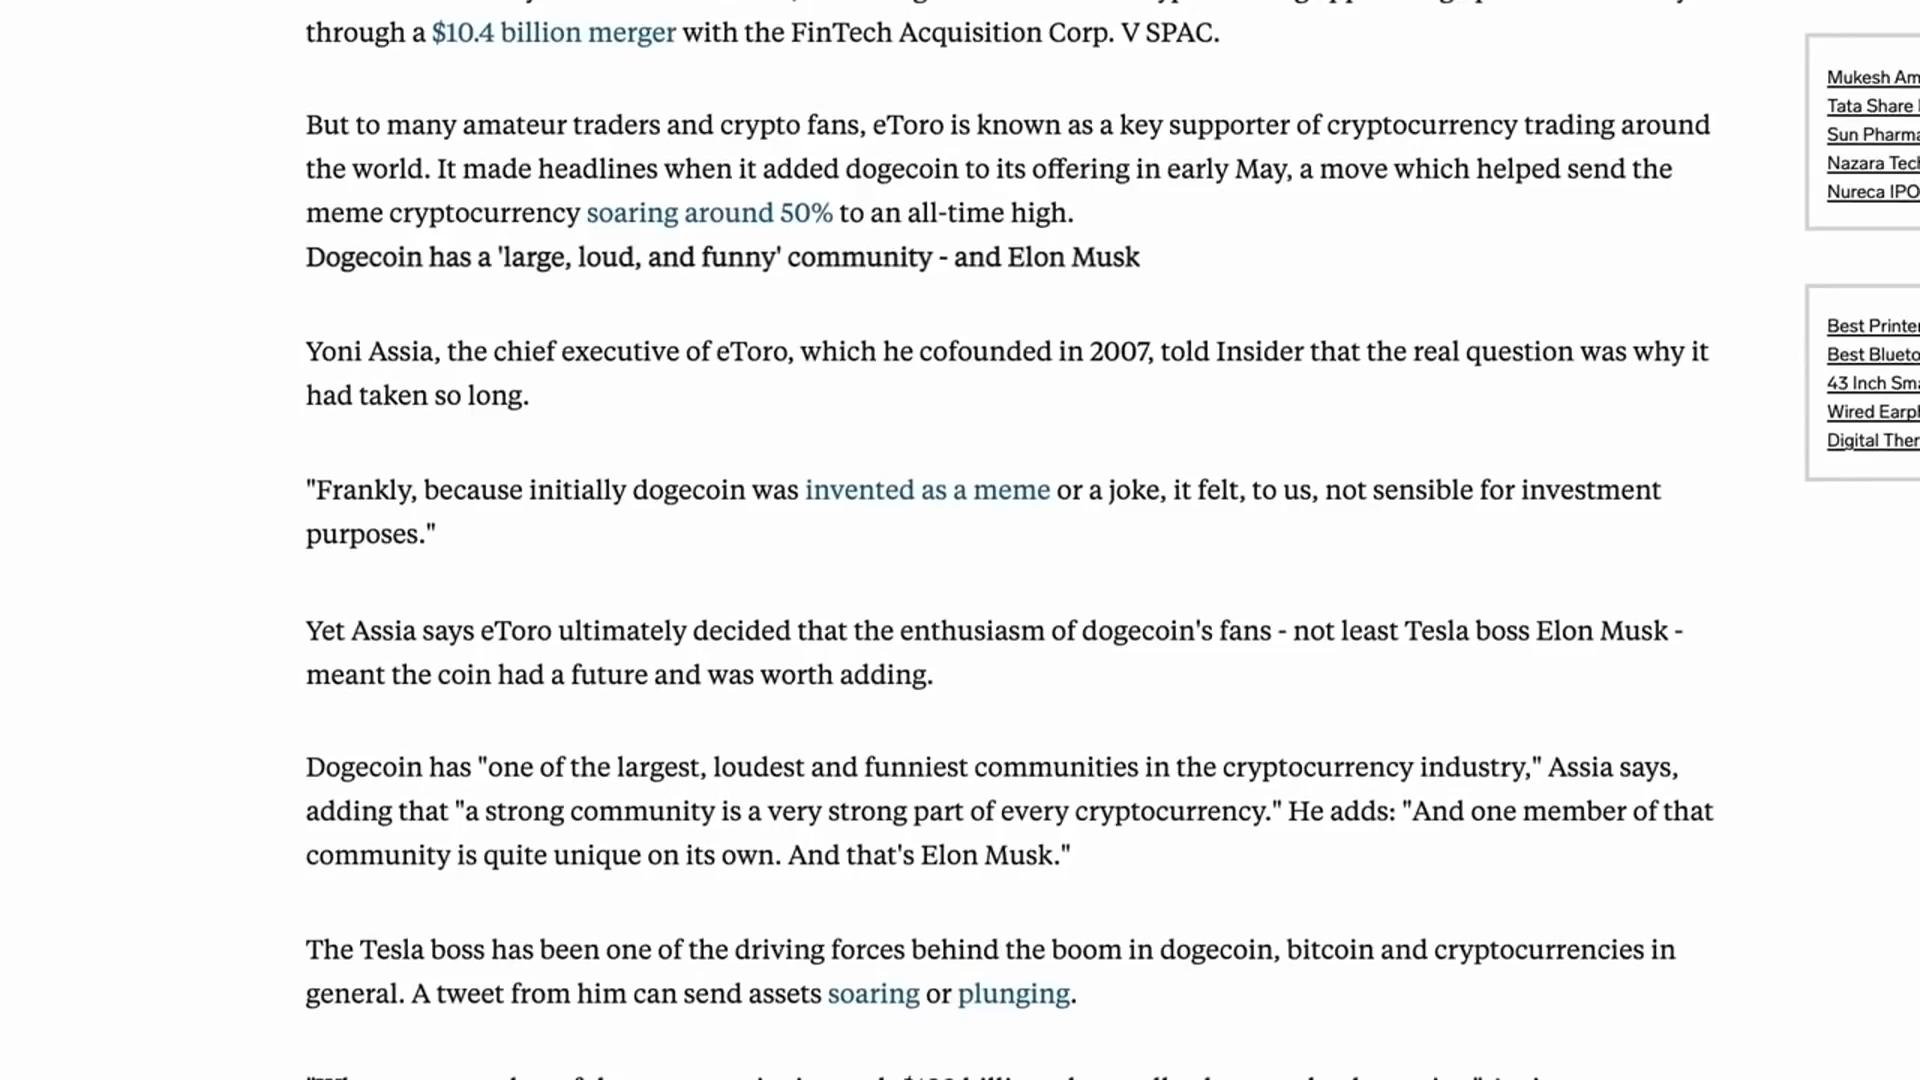 through a $10.4 billion merger with the FinTech Acquisition Corp. V SPAC.
But to many amateur traders and crypto fans, eToro is known as a key supporter of cryptocurrency trading around
the world. It made headlines when it added dogecoin to its offering in early May, a move which helped send the
meme cryptocurrency soaring around 50% to an all-time high.
Dogecoin has a 'large, loud, and funny' community - and Elon Musk
Yoni Assia, the chief executive of eToro, which he cofounded in 2007, told Insider that the real question was why it
had taken so long.
"Frankly, because initially dogecoin was invented as a meme or a joke, it felt, to us, not sensible for investment
purposes."
Yet Assia says eToro ultimately decided that the enthusiasm of dogecoin's fans - not least Tesla boss Elon Musk -
meant the coin had a future and was worth adding.
Dogecoin has "one of the largest, loudest and funniest communities in the cryptocurrency industry," Assia says,
adding that "a strong community is a very strong part of every cryptocurrency." He adds: "And one member of that
community is quite unique on its own. And that's Elon Musk."
The Tesla boss has been one of the driving forces behind the boom in dogecoin, bitcoin and cryptocurrencies in
general. A tweet from him can send assets soaring or plunging.
Mukesh Am
Tata Share
Sun Pharma
Nazara Tech
Nureca IPO
Best Printer
Best Blueto
43 Inch Sma
Wired Earph
Digital Ther